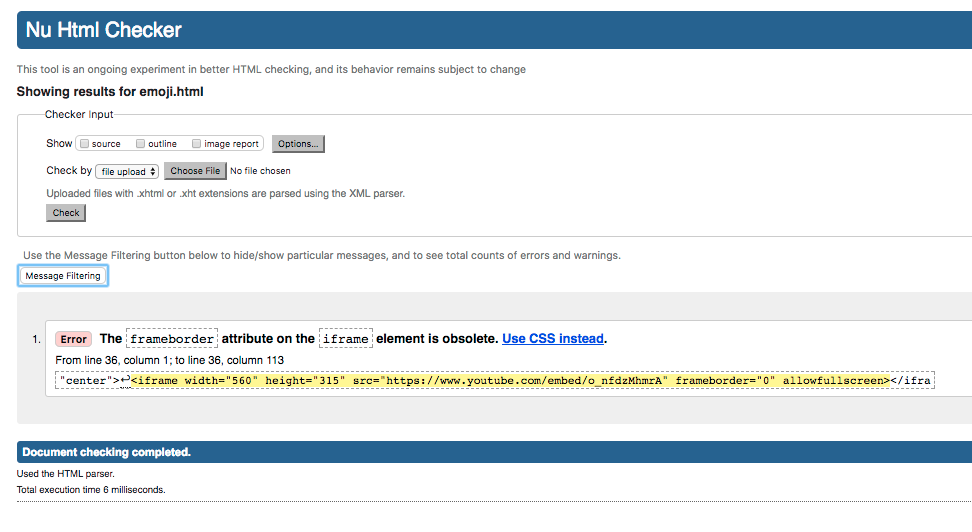 Nu Html Checker
This tool is an ongoing experiment in better HTML checking, and its behavior remains subject to change
Showing results for emoji.html
Checker Input
Show source outline image report Options...
Check by file upload Choose File No file chosen
Uploaded files with .xhtml or .xht extensions are parsed using the XML parser.
Check
Use the Message Filtering button below to hide/show particular messages, and to see total counts of errors and warnings.
Message Filtering
1. Error The frameborder attribute on the iframe element is obsolete. Use CSS instead.
From line 36, column 1; to line 36, column 113
"center">↩<iframe width="560" height="315" src="https://www.youtube.com/embed/o_nfdzMhmrA" frameborder="0" allowfullscreen></ifra
Document checking completed.
Used the HTML parser.
Total execution time 6 milliseconds.